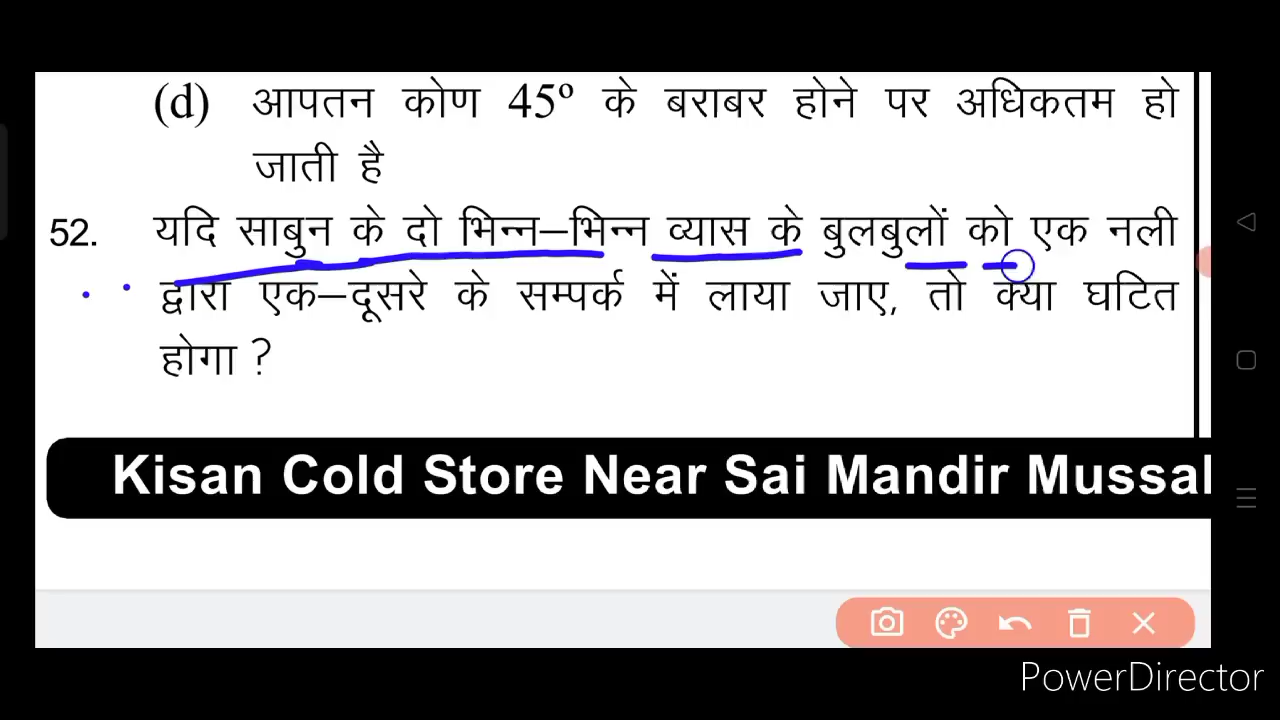 (d) आपतन कोण 45º के बराबर होने पर अधिकतम हो
जाती है
52. यदि साबुन के दो भिन्न–भिन्न व्यास के बुलबुलों को एक नली
द्वारा एक–दूसरे के सम्पर्क में लाया जाए, तो क्या घटित
होगा ?
Kisan Cold Store Near Sai Mandir Mussal
PowerDirector